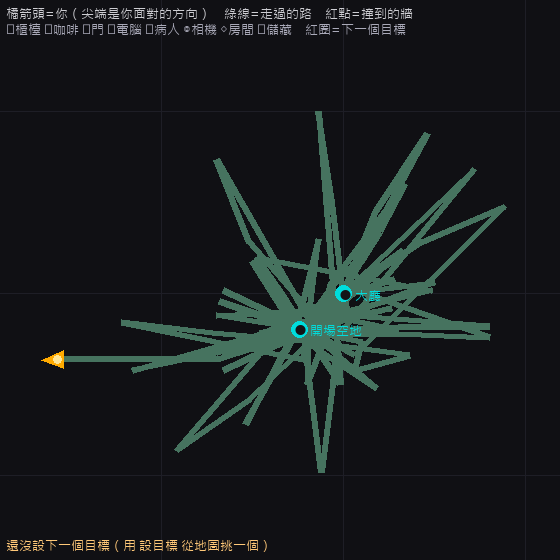 橘箭頭=你（尖端是你面對的方向） 綠線=走過的路 紅點=撞到的牆
▯櫃檯 ▯咖啡 ▯門 ▯電腦 ▯病人 ⌾相機 ◇房間 ▯儲藏 紅圈=下一個目標
大廳
開場空地
還沒設下一個目標（用 設目標 從地圖挑一個）